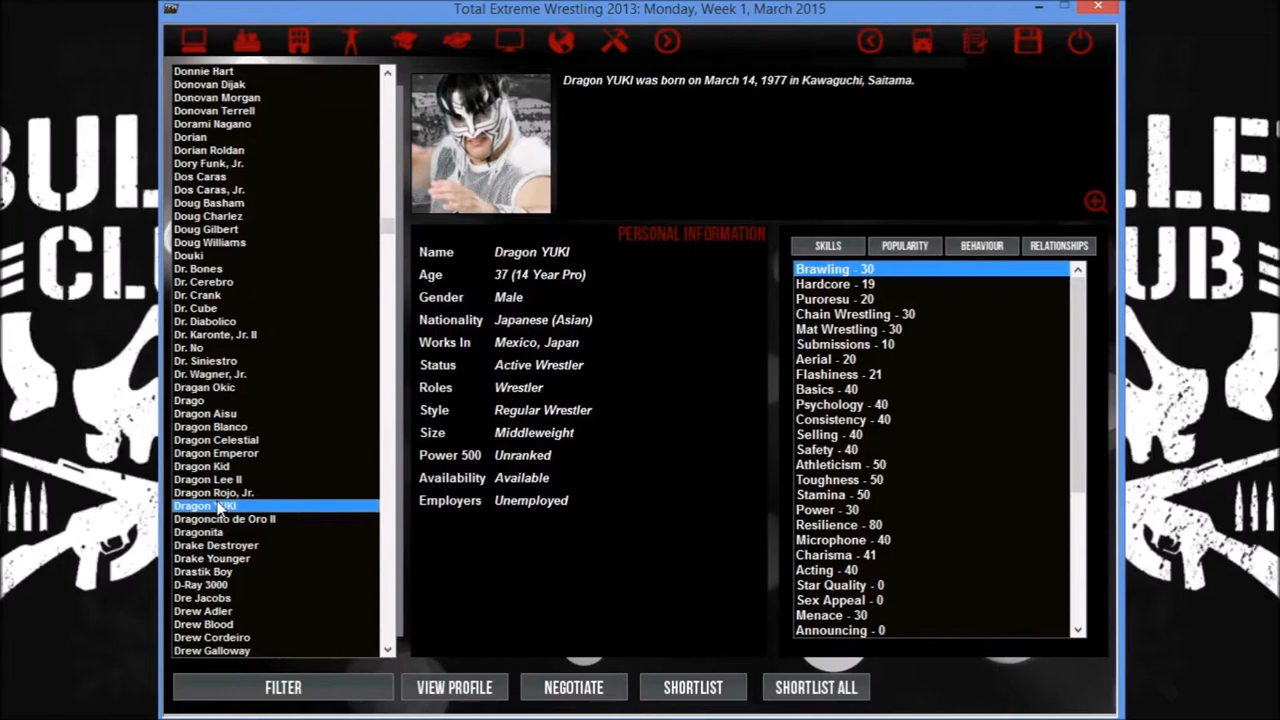 Total Extreme Wrestling 2013: Monday, Week 1, March 2015
Donnie Hart
Donovan Dijak
Donovan Morgan
Donovan Terrell
Dorami Nagano
Dorian
Dorian Roldan
Dory Funk, Jr.
Dos Caras
Dos Caras, Jr.
Doug Basham
Doug Charlez
Doug Gilbert
Doug Williams
Douki
Dr. Bones
Dr. Cerebro
Dr. Crank
Dr. Cube
Dr. Diabolico
Dr. Karonte, Jr. II
Dr. No
Dr. Siniestro
Dr. Wagner, Jr.
Dragan Okic
Drago
Dragon Aisu
Dragon Blanco
Dragon Celestial
Dragon Emperor
Dragon Kid
Dragon Lee II
Dragon Rojo, Jr.
Dragon YUKI
Dragoncito de Oro II
Dragonita
Drake Destroyer
Drake Younger
Drastik Boy
D-Ray 3000
Dre Jacobs
Drew Adler
Drew Blood
Drew Cordeiro
Drew Galloway
Dragon YUKI was born on March 14, 1977 in Kawaguchi, Saitama.
PERSONAL INFORMATION
Name Dragon YUKI
Age 37 (14 Year Pro)
Gender Male
Nationality Japanese (Asian)
Works In Mexico, Japan
Status Active Wrestler
Roles Wrestler
Style Regular Wrestler
Size Middleweight
Power 500 Unranked
Availability Available
Employers Unemployed
SKILLS POPULARITY BEHAVIOUR RELATIONSHIPS
Brawling - 30
Hardcore - 19
Puroresu - 20
Chain Wrestling - 30
Mat Wrestling - 30
Submissions - 10
Aerial - 20
Flashiness - 21
Basics - 40
Psychology - 40
Consistency - 40
Selling - 40
Safety - 40
Athleticism - 50
Toughness - 50
Stamina - 50
Power - 30
Resilience - 80
Microphone - 40
Charisma - 41
Acting - 40
Star Quality - 0
Sex Appeal - 0
Menace - 30
Announcing - 0
FILTER VIEW PROFILE NEGOTIATE SHORTLIST SHORTLIST ALL